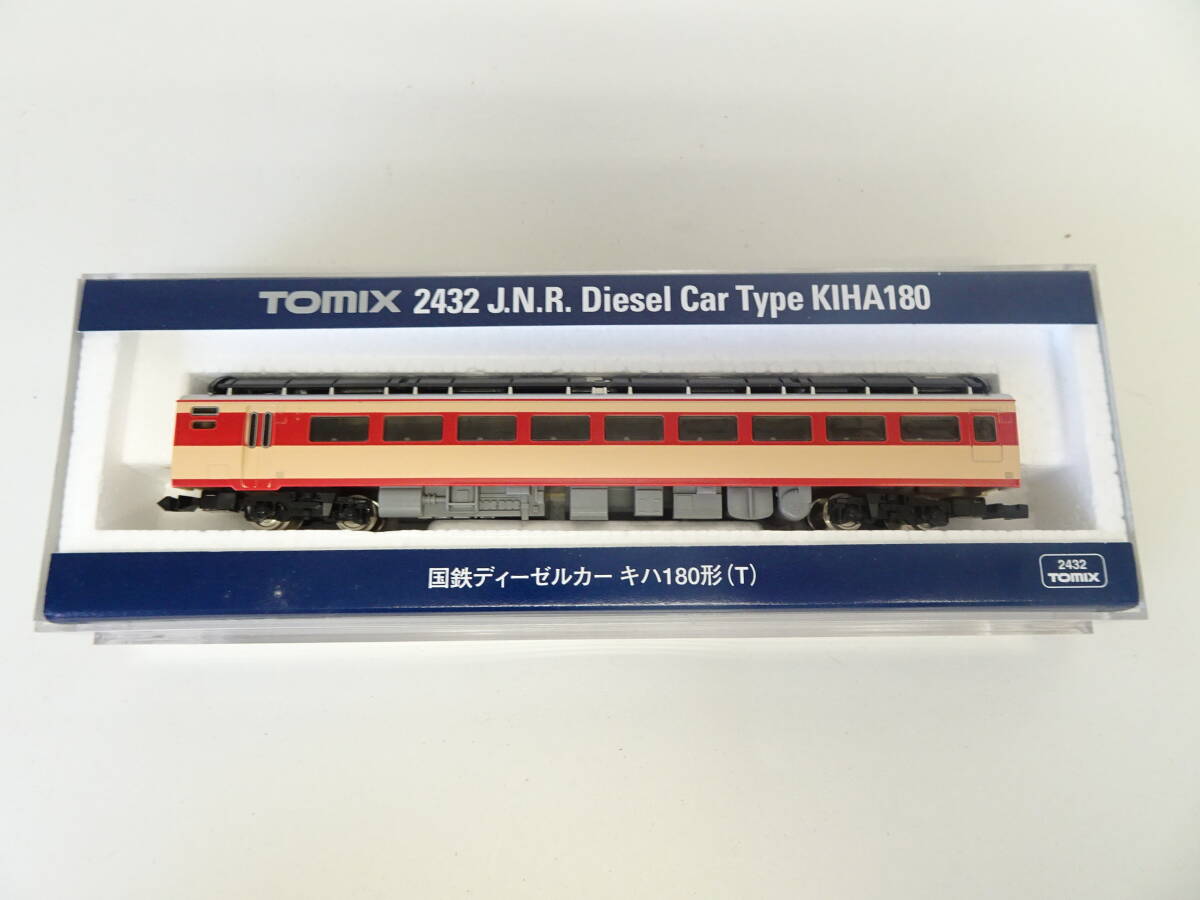 TOMIX 2432 J.N.R. Diesel Car Type KIHA180
国鉄ディーゼルカー キハ180形(T)
2432
TOMIX